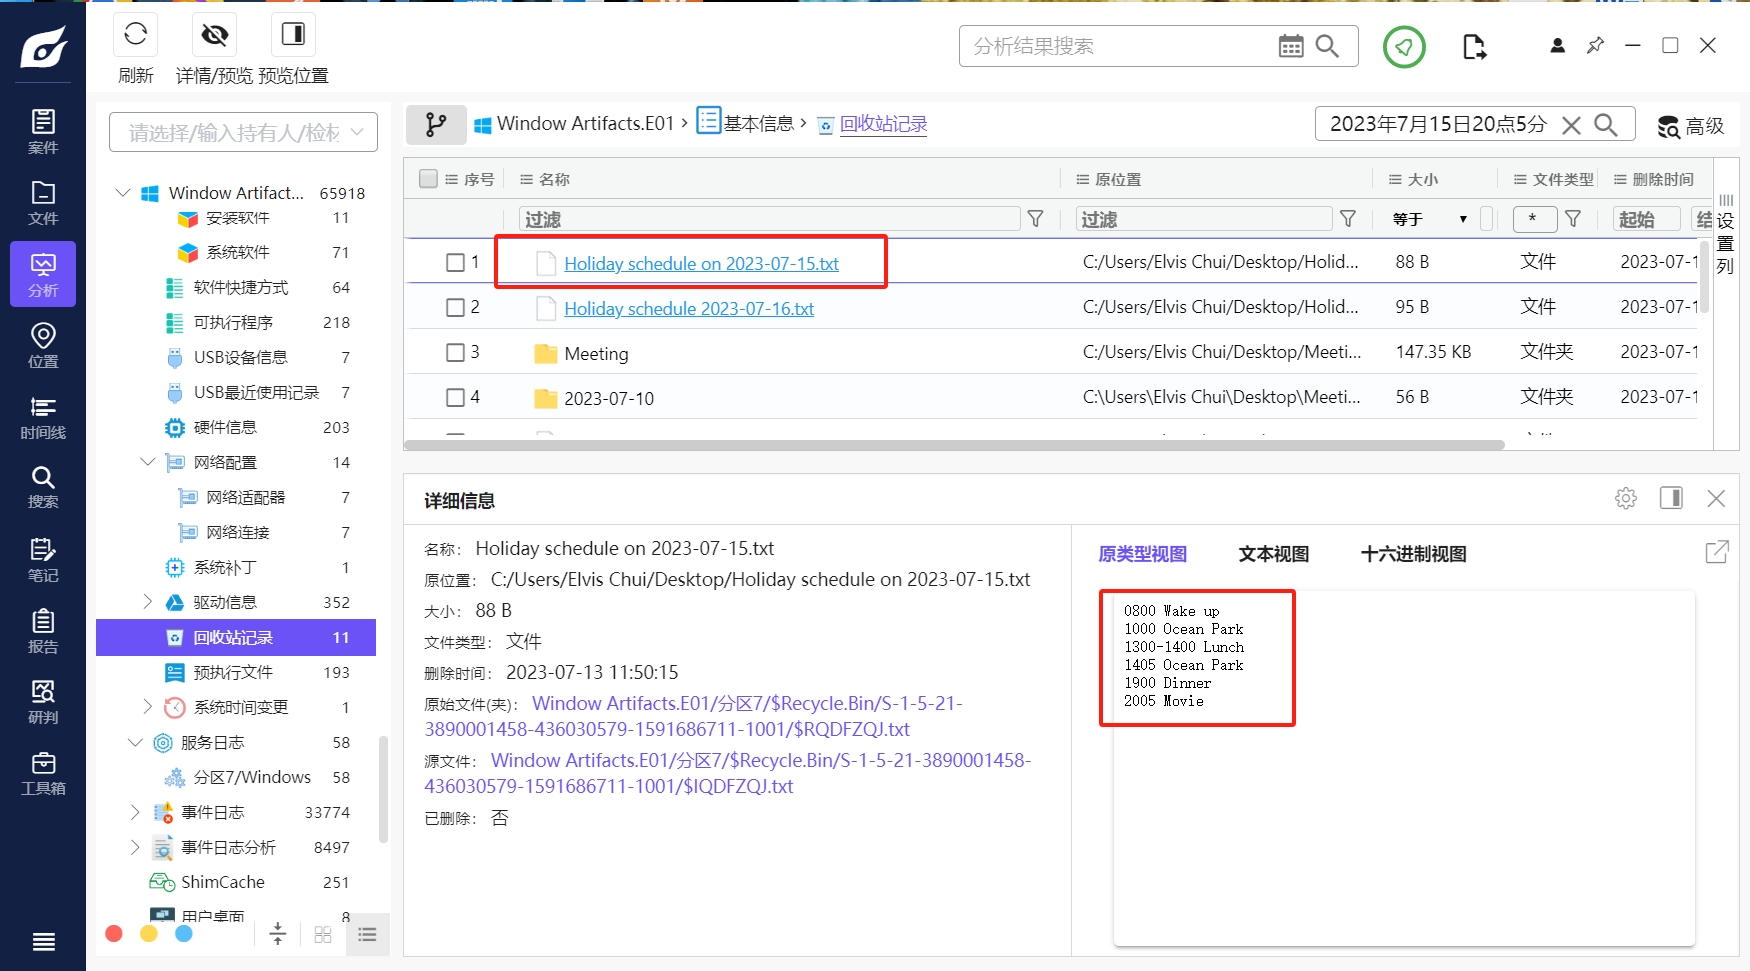 刷新
详情/预览
预览位置
分析结果搜索
案件
文件
分析
位置
时间线
搜索
笔记
报告
研判
工具箱
请选择/输入持有人/检材
Window Artifact... 65918
安装软件 11
系统软件 71
软件快捷方式 64
可执行程序 218
USB设备信息 7
USB最近使用记录 7
硬件信息 203
网络配置 14
网络适配器 7
网络连接 7
系统补丁 1
驱动信息 352
回收站记录 11
预执行文件 193
系统时间变更 1
服务日志 58
分区7/Windows 58
事件日志 33774
事件日志分析 8497
ShimCache 251
用户桌面 8
Window Artifacts.E01 › 基本信息 › 回收站记录
2023年7月15日20点5分
高级
序号 名称 原位置 大小 文件类型 删除时间
过滤 过滤 等于 * 起始 结
设置列
1 Holiday schedule on 2023-07-15.txt C:/Users/Elvis Chui/Desktop/Holid... 88 B 文件 2023-07-1
2 Holiday schedule 2023-07-16.txt C:/Users/Elvis Chui/Desktop/Holid... 95 B 文件 2023-07-1
3 Meeting C:/Users/Elvis Chui/Desktop/Meeti... 147.35 KB 文件夹 2023-07-1
4 2023-07-10 C:\Users\Elvis Chui\Desktop\Meeti... 56 B 文件夹 2023-07-1
详细信息
名称： Holiday schedule on 2023-07-15.txt
原位置： C:/Users/Elvis Chui/Desktop/Holiday schedule on 2023-07-15.txt
大小： 88 B
文件类型： 文件
删除时间： 2023-07-13 11:50:15
原始文件(夹)： Window Artifacts.E01/分区7/$Recycle.Bin/S-1-5-21-
3890001458-436030579-1591686711-1001/$RQDFZQJ.txt
源文件： Window Artifacts.E01/分区7/$Recycle.Bin/S-1-5-21-3890001458-
436030579-1591686711-1001/$IQDFZQJ.txt
已删除： 否
原类型视图 文本视图 十六进制视图
0800 Wake up
1000 Ocean Park
1300-1400 Lunch
1405 Ocean Park
1900 Dinner
2005 Movie